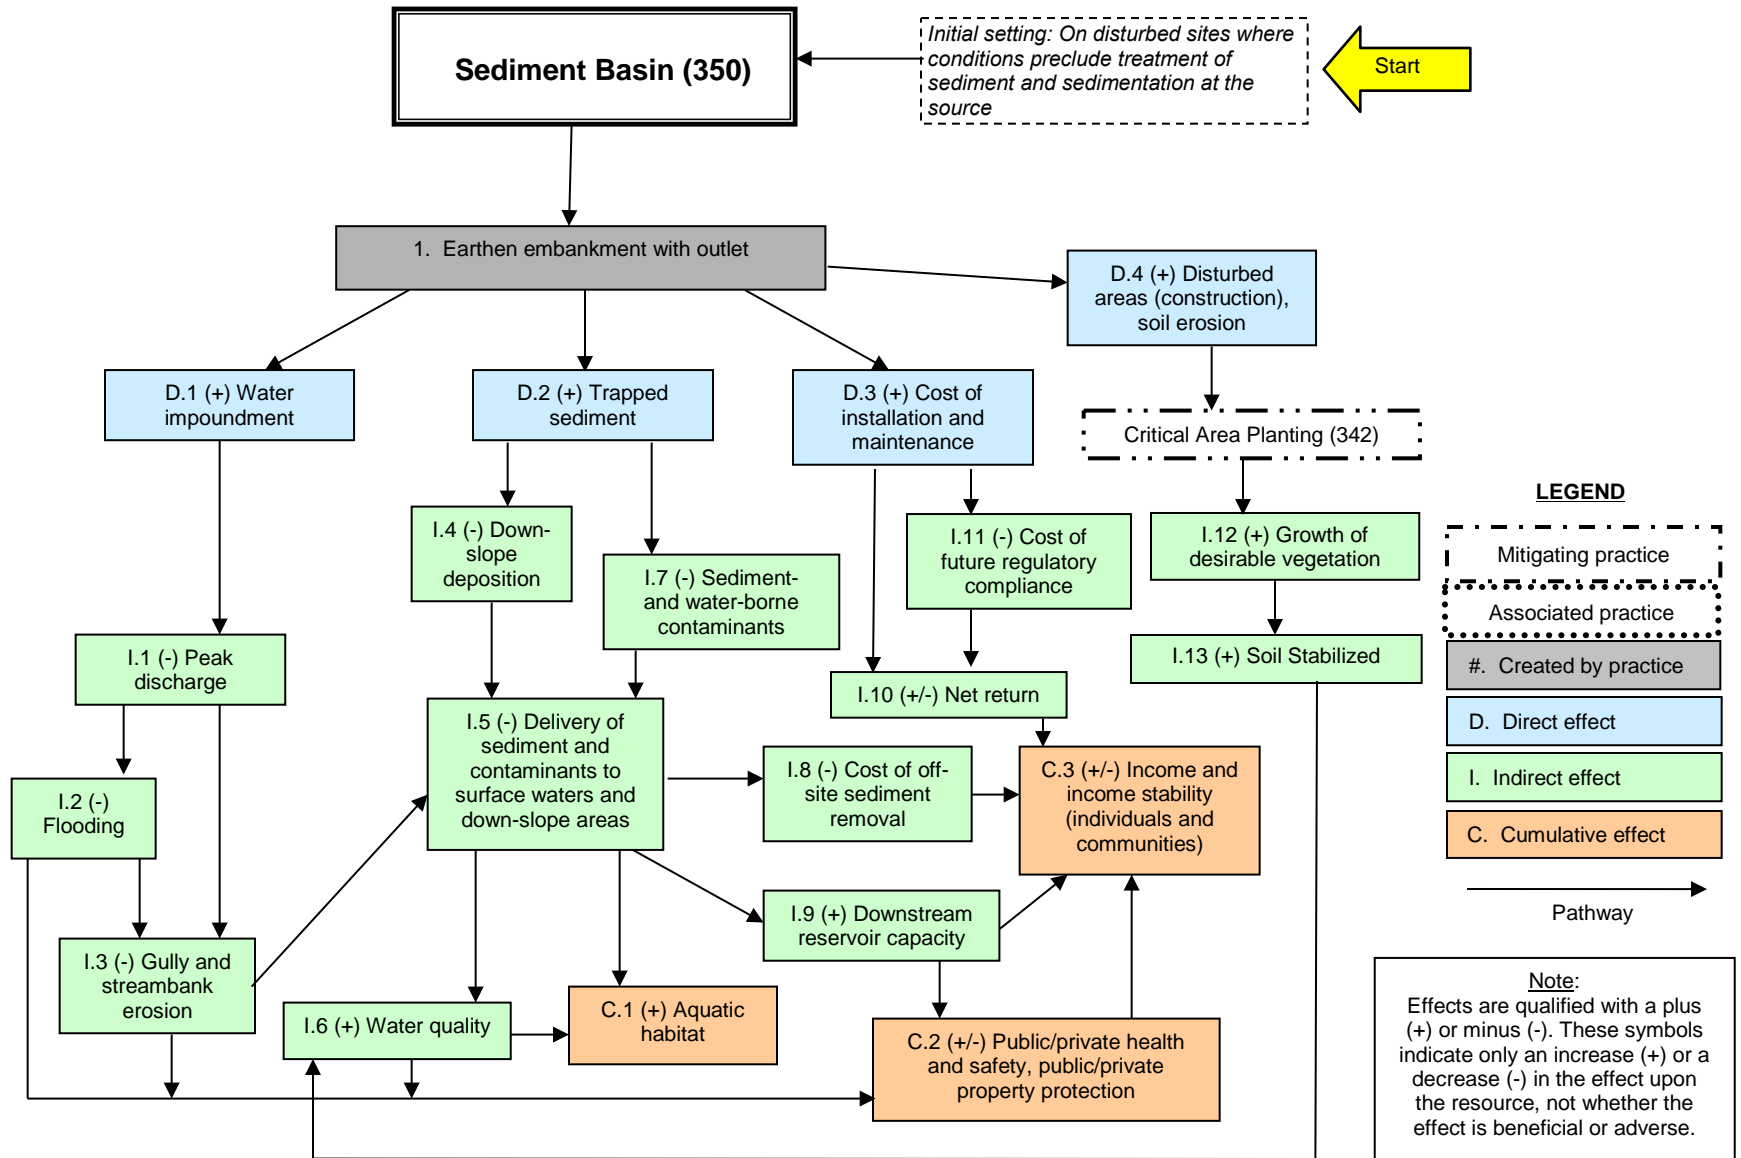 Sediment Basin (350)
Initial setting: On disturbed sites where
conditions preclude treatment of
sediment and sedimentation at the
source
Start
1. Earthen embankment with outlet
D.4 (+) Disturbed
areas (construction),
soil erosion
D.1 (+) Water
impoundment
D.2 (+) Trapped
sediment
D.3 (+) Cost of
installation and
maintenance
Critical Area Planting (342)
I.4 (-) Down-
slope
deposition
I.7 (-) Sediment-
and water-borne
contaminants
I.11 (-) Cost of
future regulatory
compliance
I.12 (+) Growth of
desirable vegetation
I.1 (-) Peak
discharge
I.13 (+) Soil Stabilized
I.10 (+/-) Net return
I.5 (-) Delivery of
sediment and
contaminants to
surface waters and
down-slope areas
I.8 (-) Cost of off-
site sediment
removal
C.3 (+/-) Income and
income stability
(individuals and
communities)
I.2 (-)
Flooding
I.9 (+) Downstream
reservoir capacity
I.3 (-) Gully and
streambank
erosion
I.6 (+) Water quality
C.1 (+) Aquatic
habitat
C.2 (+/-) Public/private health
and safety, public/private
property protection
LEGEND
Mitigating practice
Associated practice
#. Created by practice
D. Direct effect
I. Indirect effect
C. Cumulative effect
Pathway
Note:
Effects are qualified with a plus
(+) or minus (-). These symbols
indicate only an increase (+) or a
decrease (-) in the effect upon
the resource, not whether the
effect is beneficial or adverse.